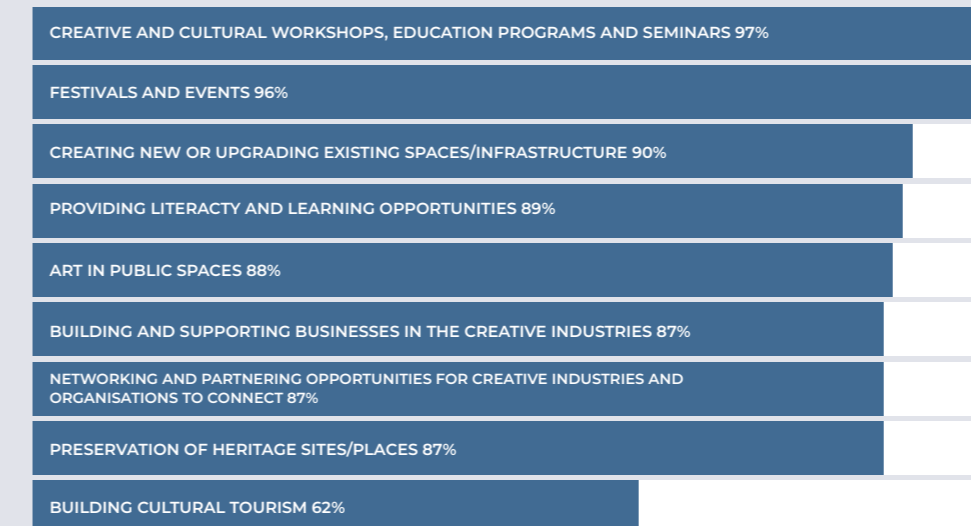 CREATIVE AND CULTURAL WORKSHOPS, EDUCATION PROGRAMS AND SEMINARS 97%
FESTIVALS AND EVENTS 96%
CREATING NEW OR UPGRADING EXISTING SPACES/INFRASTRUCTURE 90%
PROVIDING LITERACTY AND LEARNING OPPORTUNITIES 89%
ART IN PUBLIC SPACES 88%
BUILDING AND SUPPORTING BUSINESSES IN THE CREATIVE INDUSTRIES 87%
NETWORKING AND PARTNERING OPPORTUNITIES FOR CREATIVE INDUSTRIES AND
ORGANISATIONS TO CONNECT 87%
PRESERVATION OF HERITAGE SITES/PLACES 87%
BUILDING CULTURAL TOURISM 62%